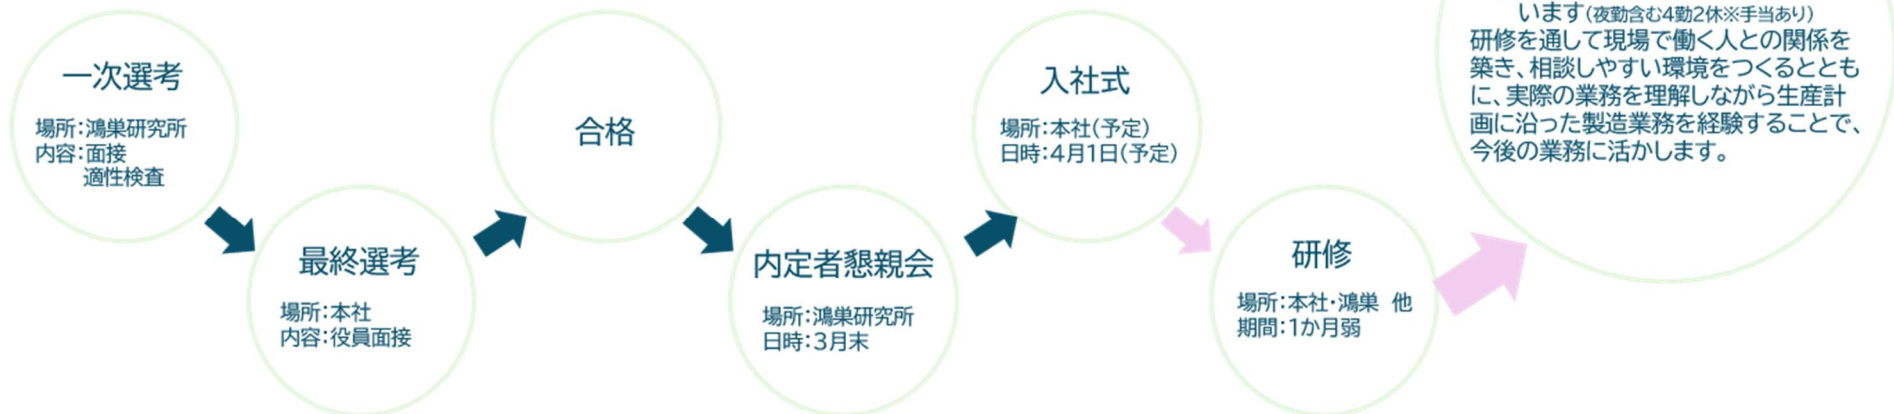 一次選考
場所：鴻巣研究所
内容：面接
適性検査
最終選考
場所：本社
内容：役員面接
合格
内定者懇親会
場所：鴻巣研究所
日時：3月末
入社式
場所：本社（予定）
日時：4月1日（予定）
研修
場所：本社・鴻巣　他
期間：1か月弱
います（夜勤含む4勤2休※手当あり）
研修を通して現場で働く人との関係を
築き、相談しやすい環境をつくるととも
に、実際の業務を理解しながら生産計
画に沿った製造業務を経験することで、
今後の業務に活かします。